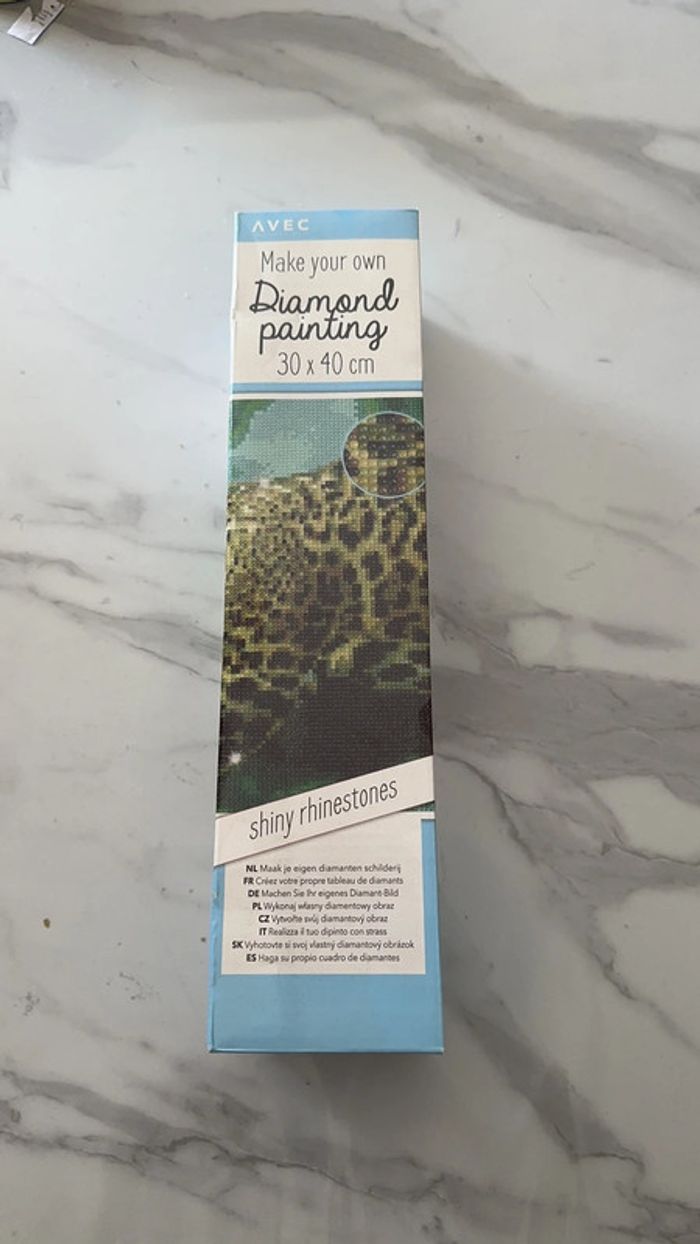 AVEC
Make your own
Diamond
painting
30 x 40 cm
shiny rhinestones
NL Maak je eigen diamanten schilderij
FR Créez votre propre tableau de diamants
DE Machen Sie Ihr eigenes Diamant-Bild
PL Wykonaj własny diamentowy obraz
CZ Vytvořte svůj diamantový obraz
IT Realizza il tuo dipinto con strass
SK Vyhotovte si svoj vlastný diamantový obrázok
ES Haga su propio cuadro de diamantes